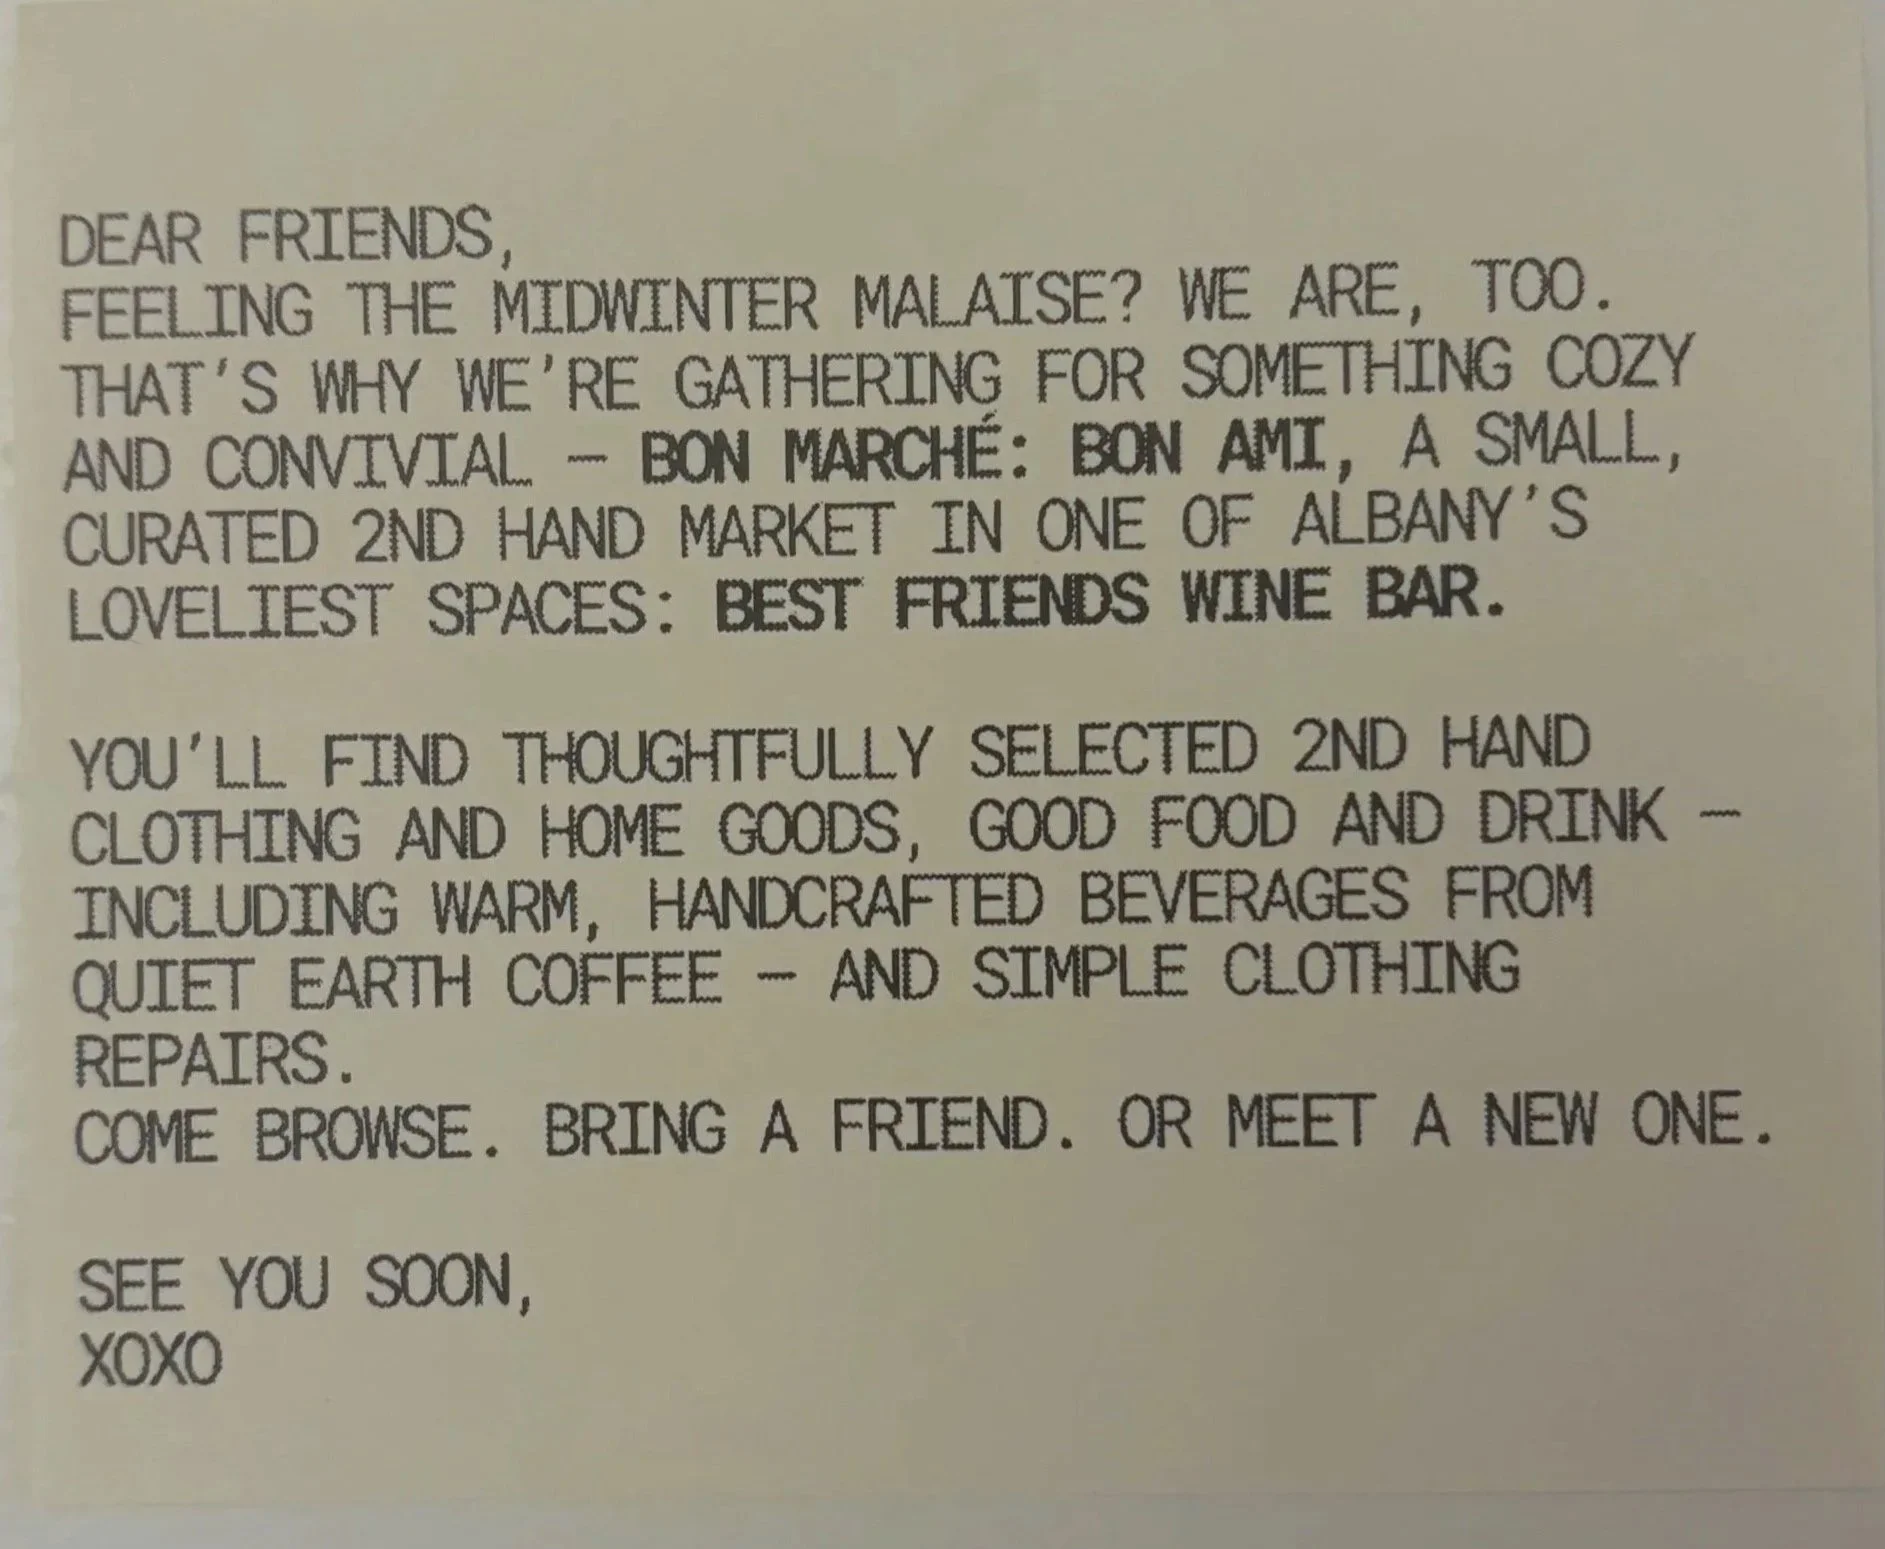 DEAR FRIENDS,
FEELING THE MIDWINTER MALAISE? WE ARE, TOO.
THAT'S WHY WE'RE GATHERING FOR SOMETHING COZY
AND CONVIVIAL — BON MARCHÉ: BON AMI, A SMALL,
CURATED 2ND HAND MARKET IN ONE OF ALBANY'S
LOVELIEST SPACES: BEST FRIENDS WINE BAR.
YOU'LL FIND THOUGHTFULLY SELECTED 2ND HAND
CLOTHING AND HOME GOODS, GOOD FOOD AND DRINK —
INCLUDING WARM, HANDCRAFTED BEVERAGES FROM
QUIET EARTH COFFEE — AND SIMPLE CLOTHING
REPAIRS.
COME BROWSE. BRING A FRIEND. OR MEET A NEW ONE.
SEE YOU SOON,
XOXO